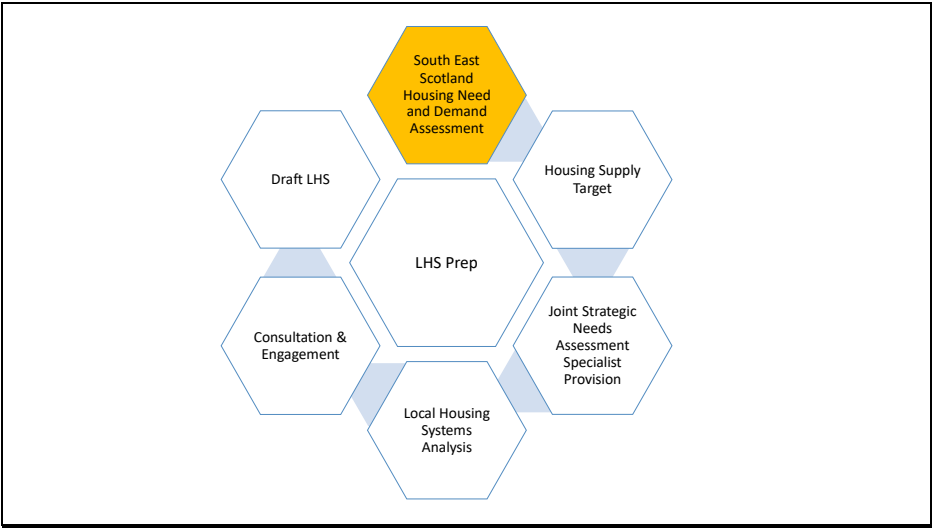 South East
Scotland
Housing Need
and Demand
Assessment
Housing Supply
Target
Joint Strategic
Needs
Assessment
Specialist
Provision
Local Housing
Systems
Analysis
Consultation &
Engagement
Draft LHS
LHS Prep